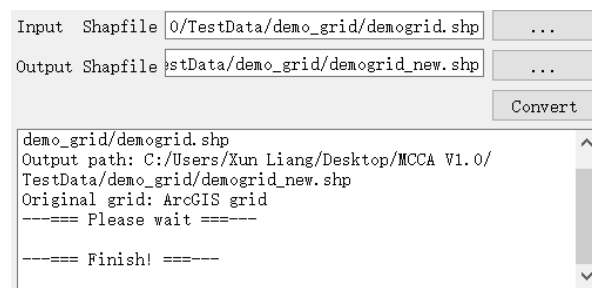 Input Shapfile 0/TestData/demo_grid/demogrid.shp ...
Output Shapfile stData/demo_grid/demogrid_new.shp ...
Convert
demo_grid/demogrid.shp
Output path: C:/Users/Xun Liang/Desktop/MCCA V1.0/
TestData/demo_grid/demogrid_new.shp
Original grid: ArcGIS grid
---=== Please wait ===---
---=== Finish! ===---